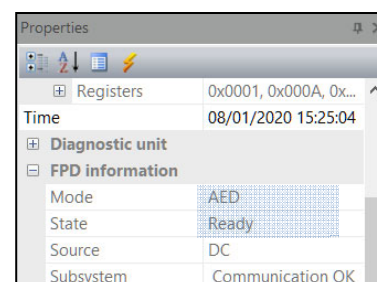 Properties
Registers 0x0001, 0x000A, 0x...
Time 08/01/2020 15:25:04
Diagnostic unit
FPD information
Mode AED
State Ready
Source DC
Subsystem Communication OK